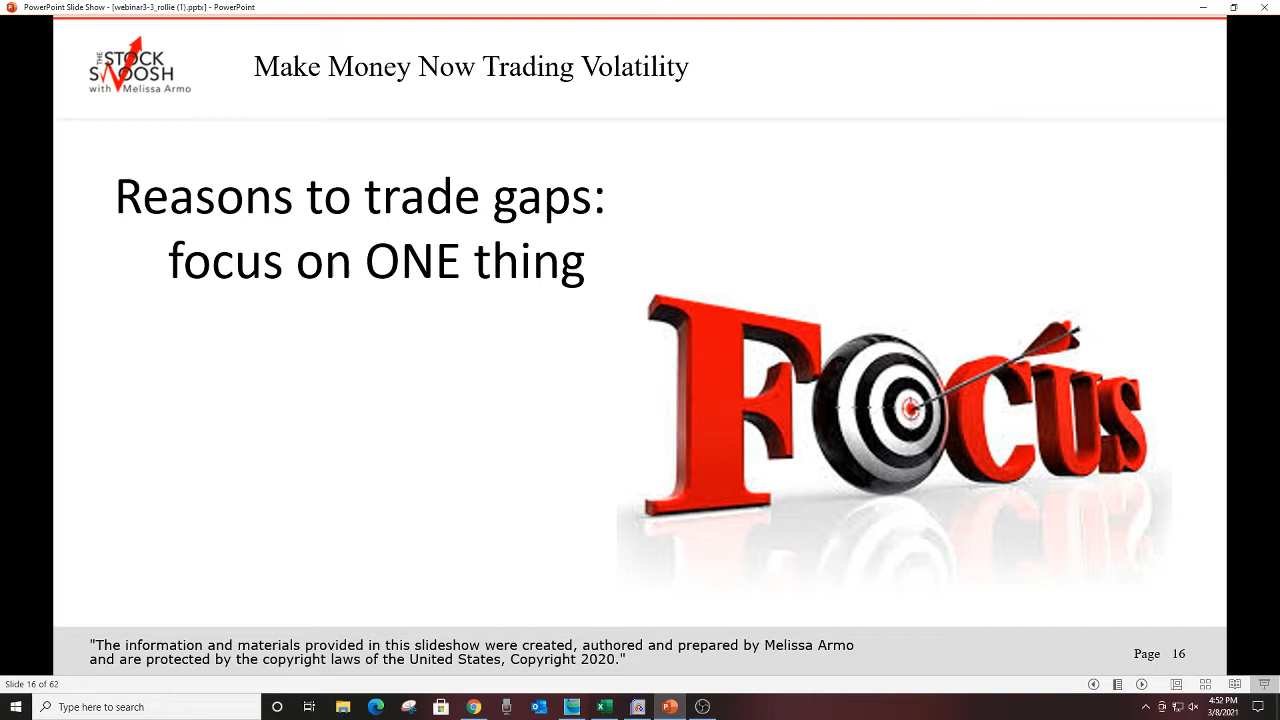 PowerPoint Slide Show - [webinar3-3_rollie (1).pptx] - PowerPoint
THE
STOCK
SWOOSH
with Melissa Armo
Make Money Now Trading Volatility
Reasons to trade gaps:
focus on ONE thing
FOCUS
"The information and materials provided in this slideshow were created, authored and prepared by Melissa Armo
and are protected by the copyright laws of the United States, Copyright 2020."
Page 16
Slide 16 of 62
Type here to search
4:52 PM
3/8/2021